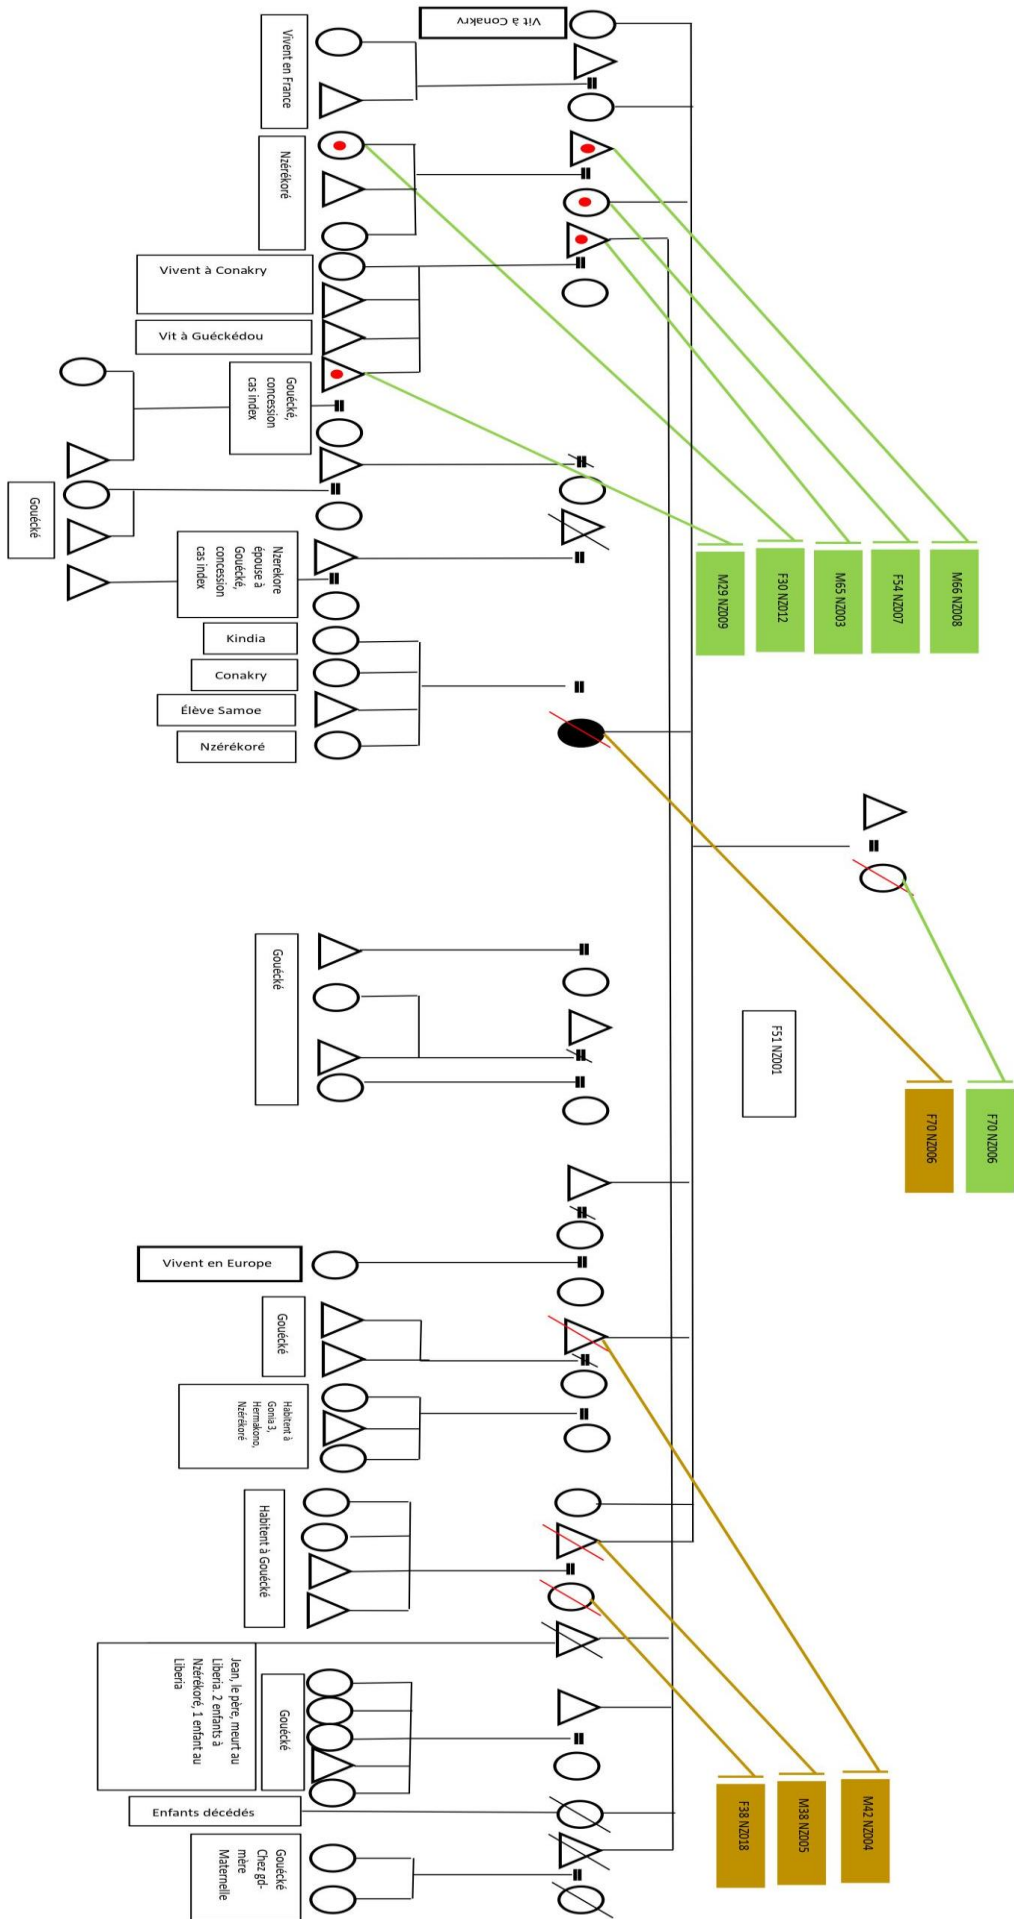 Vit à Conakry
Vivent en France
Nzérékoré
Vivent à Conakry
Vit à Guéckédou
Gouécké,
concession
cas index
Gouécké
Nzerekore
épouse à
Gouécké,
concession
cas index
Kindia
Conakry
Élève Samoe
Nzérékoré
M29 NZ009
F30 NZ012
M65 NZ003
F54 NZ007
M66 NZ008
Gouécké
F51 NZ001
F70 NZ006
F70 NZ006
Vivent en Europe
Gouécké
Habitent à
Gonia 3,
Hermakono,
Nzérékoré
Habitent à Gouécké
Jean, le père, meurt au
Liberia. 2 enfants à
Nzérékoré, 1 enfant au
Liberia
Gouécké
Enfants décédés
Gouécké
Chez gd-
mère
Maternelle
F38 NZ018
M38 NZ005
M42 NZ004